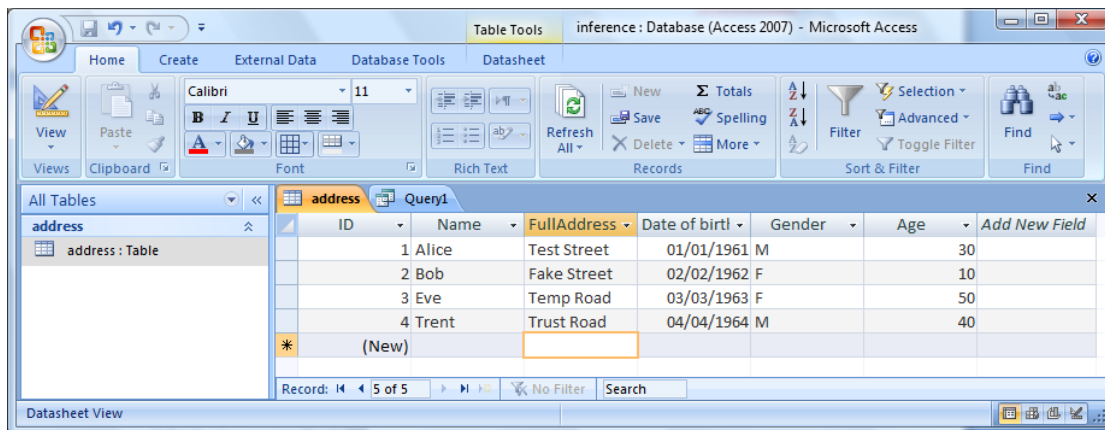 Table Tools inference : Database (Access 2007) - Microsoft Access
Home Create External Data Database Tools Datasheet
View
Views
Paste
Clipboard
Calibri 11
B I U
A
Font
ab
Rich Text
Refresh All
New
Save
Delete
Σ Totals
ABC Spelling
More
Records
A Z
Z A
Filter
Selection
Advanced
Toggle Filter
Sort & Filter
Find
Find
All Tables «
address
address : Table
address Query1
ID Name FullAddress Date of birtl Gender Age Add New Field
1 Alice Test Street 01/01/1961 M 30
2 Bob Fake Street 02/02/1962 F 10
3 Eve Temp Road 03/03/1963 F 50
4 Trent Trust Road 04/04/1964 M 40
(New)
Record: 5 of 5 No Filter Search
Datasheet View